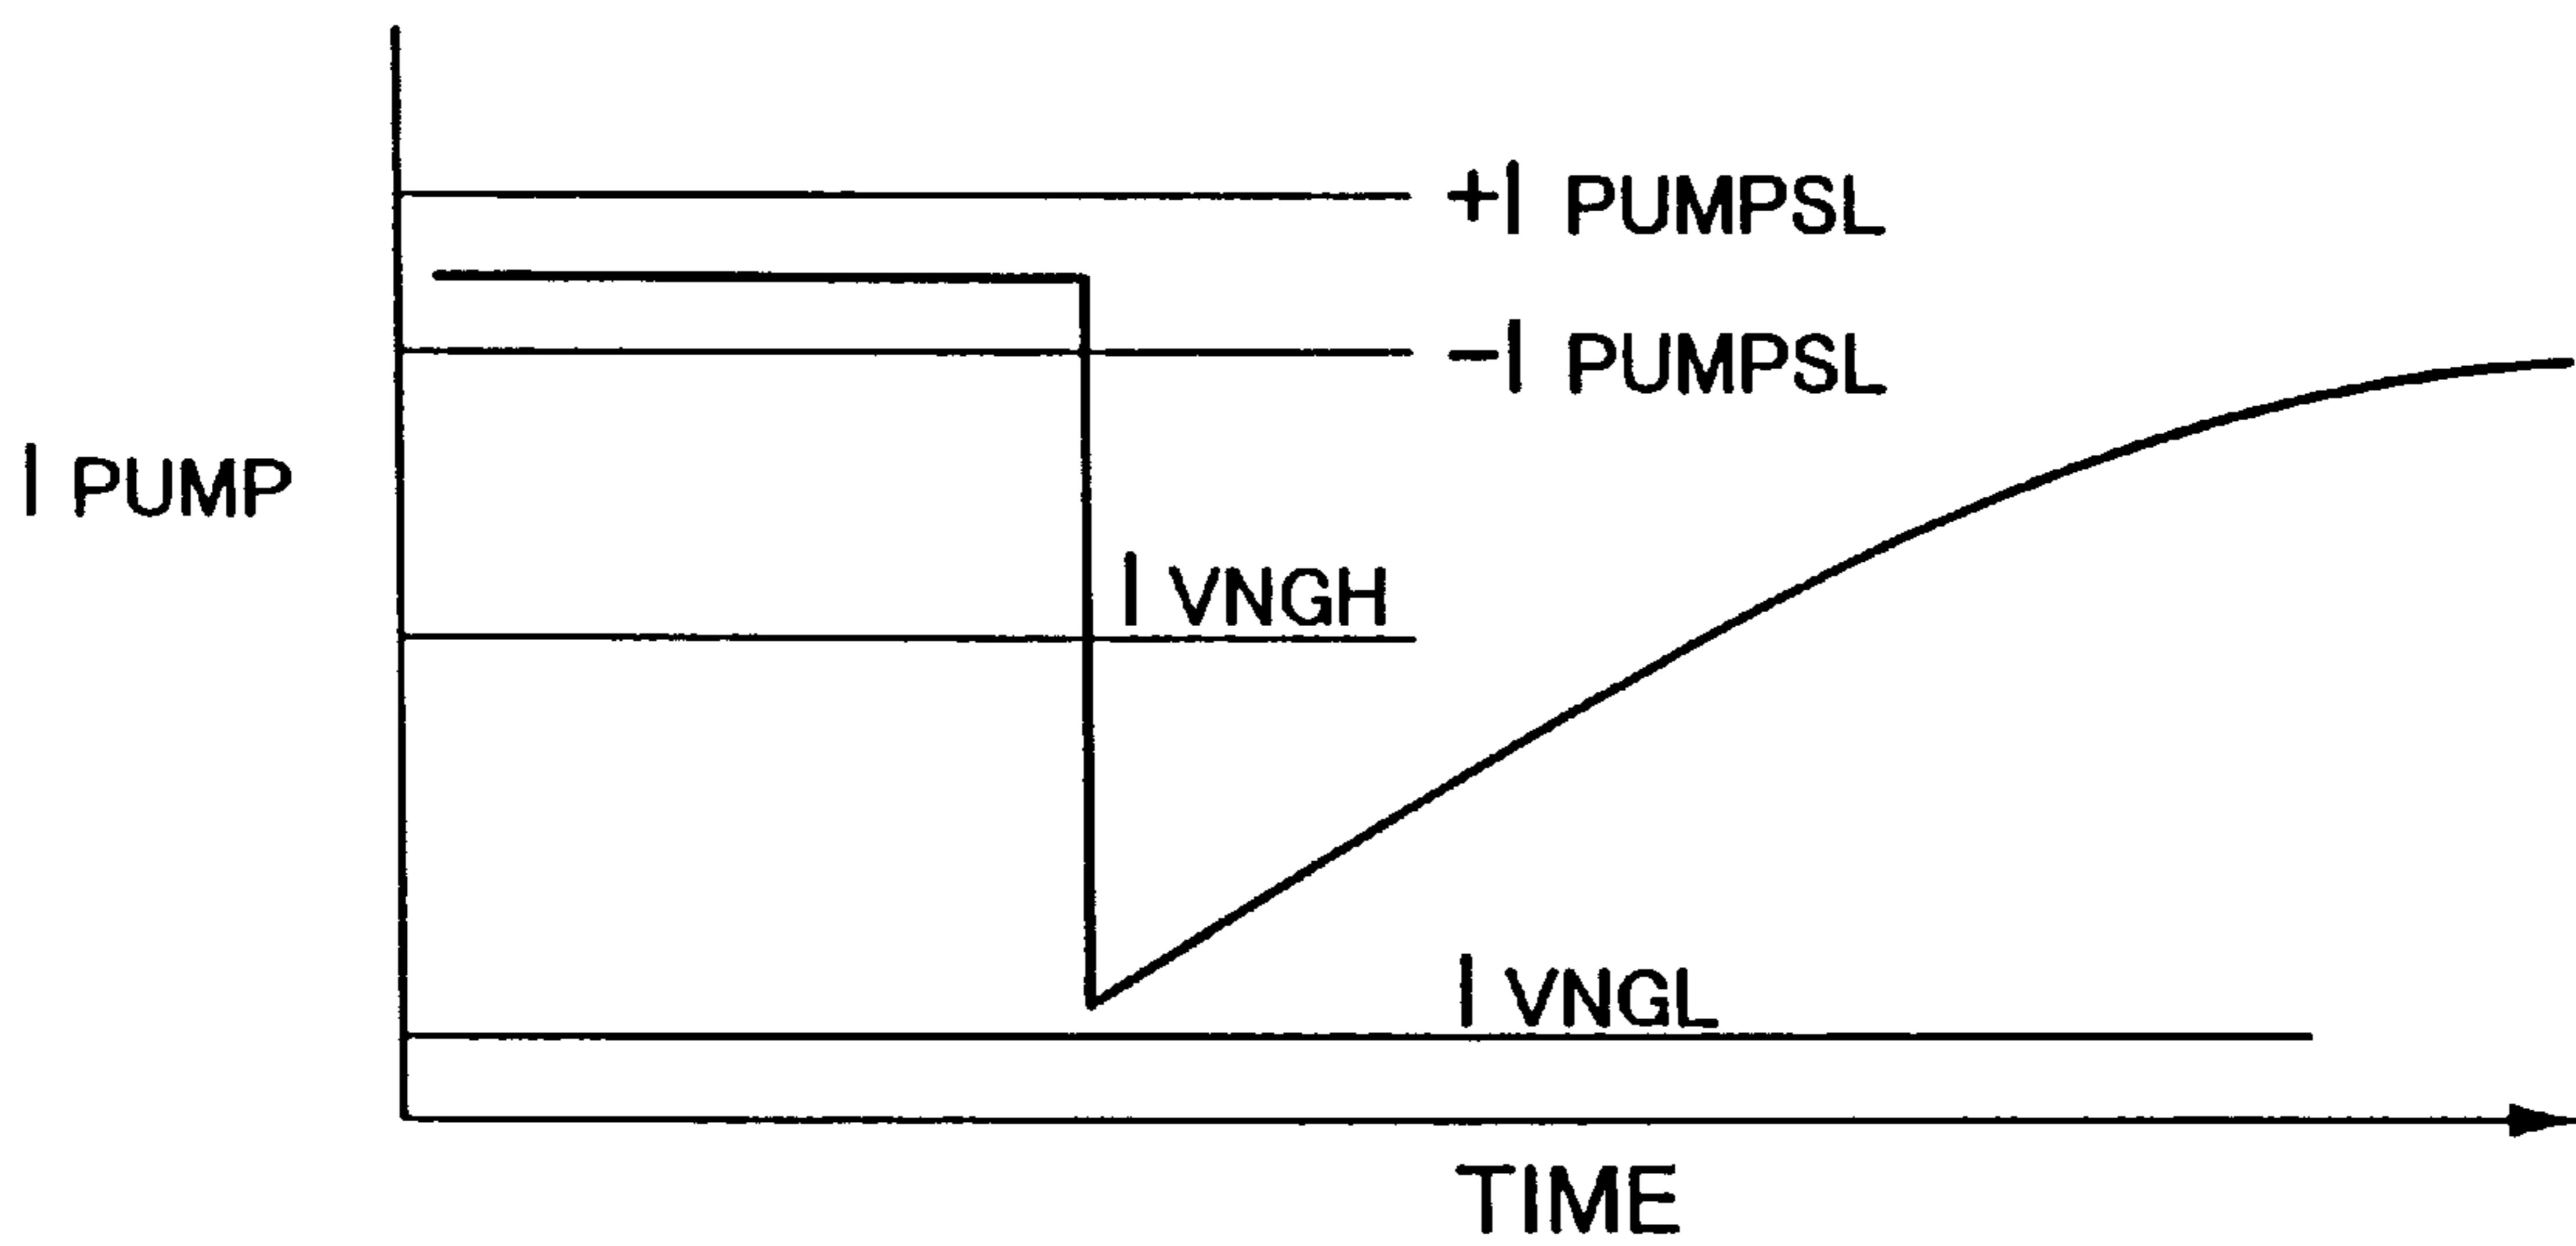 +I PUMPSL
−I PUMPSL
I PUMP
I VNGH
I VNGL
TIME